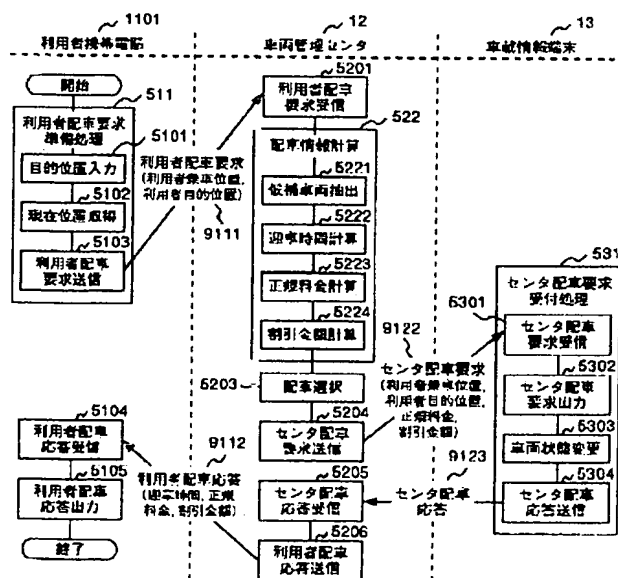 1101
利用者携帯電話
12
車両管理センタ
13
車載情報端末
開始
511
利用者配車要求
準備処理
5101
目的位置入力
5102
現在位置取得
5103
利用者配車
要求送信
利用者配車要求
(利用者乗車位置,
利用者目的位置)
9111
5201
利用者配車
要求受信
522
配車情報計算
5221
候補車両抽出
5222
迎車時間計算
5223
正規料金計算
5224
割引金額計算
5203
配車選択
5204
センタ配車
要求送信
9122
センタ配車要求
(利用者乗車位置,
利用者目的位置,
正規料金,
割引金額)
531
センタ配車要求
受付処理
5301
センタ配車
要求受信
5302
センタ配車
要求出力
5303
車両状態変更
5304
センタ配車
応答送信
9123
センタ配車
応答
5205
センタ配車
応答受信
5206
利用者配車
応答送信
9112
利用者配車応答
(迎車時間, 正規
料金, 割引金額)
5104
利用者配車
応答受信
5105
利用者配車
応答出力
終了